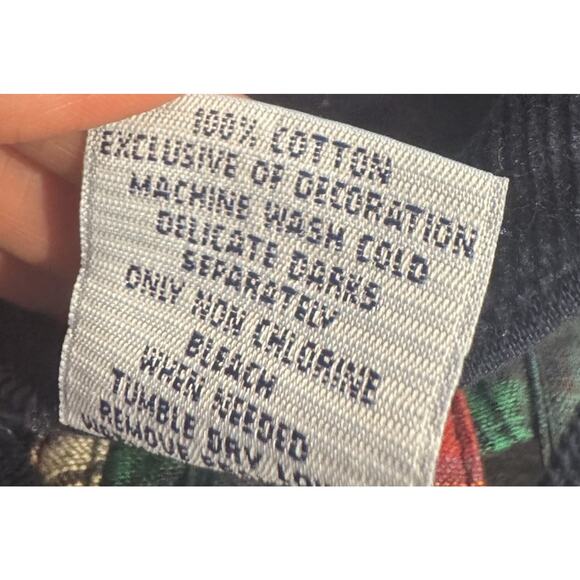 100% COTTON
EXCLUSIVE OF DECORATION
MACHINE WASH COLD
DELICATE DARKS
SEPARATELY
ONLY NON CHLORINE
BLEACH
WHEN NEEDED
TUMBLE DRY LOW
REMOVE